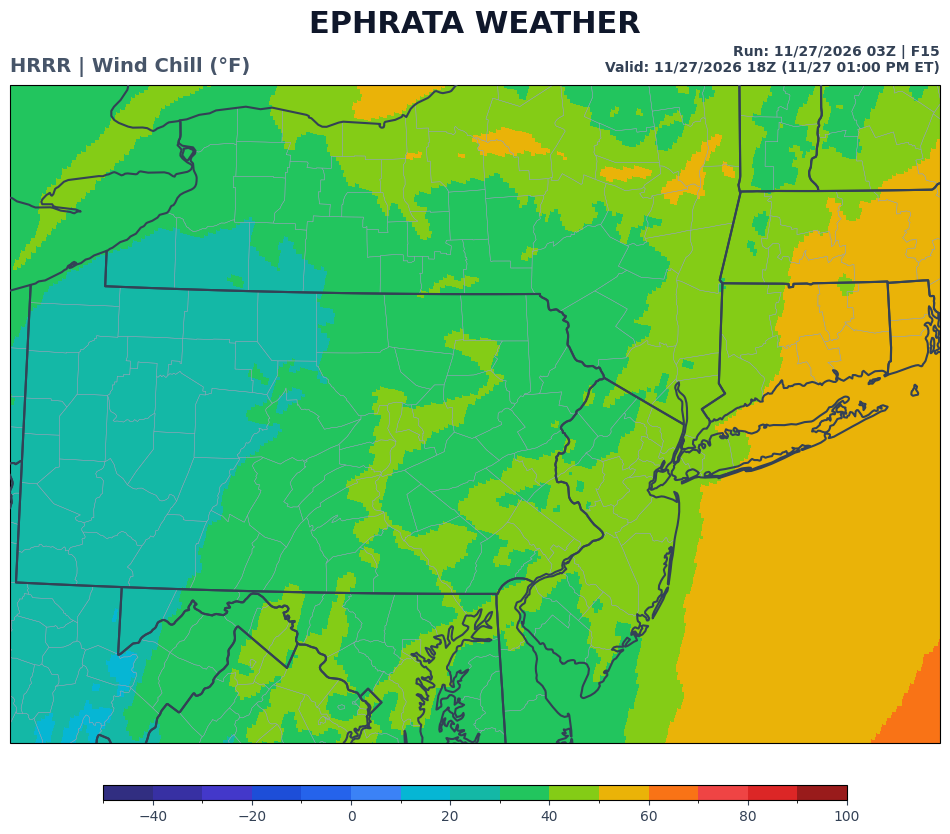 EPHRATA WEATHER
HRRR | Wind Chill (°F)
Run: 11/27/2026 03Z | F15
Valid: 11/27/2026 18Z (11/27 01:00 PM ET)
−40 −20 0 20 40 60 80 100